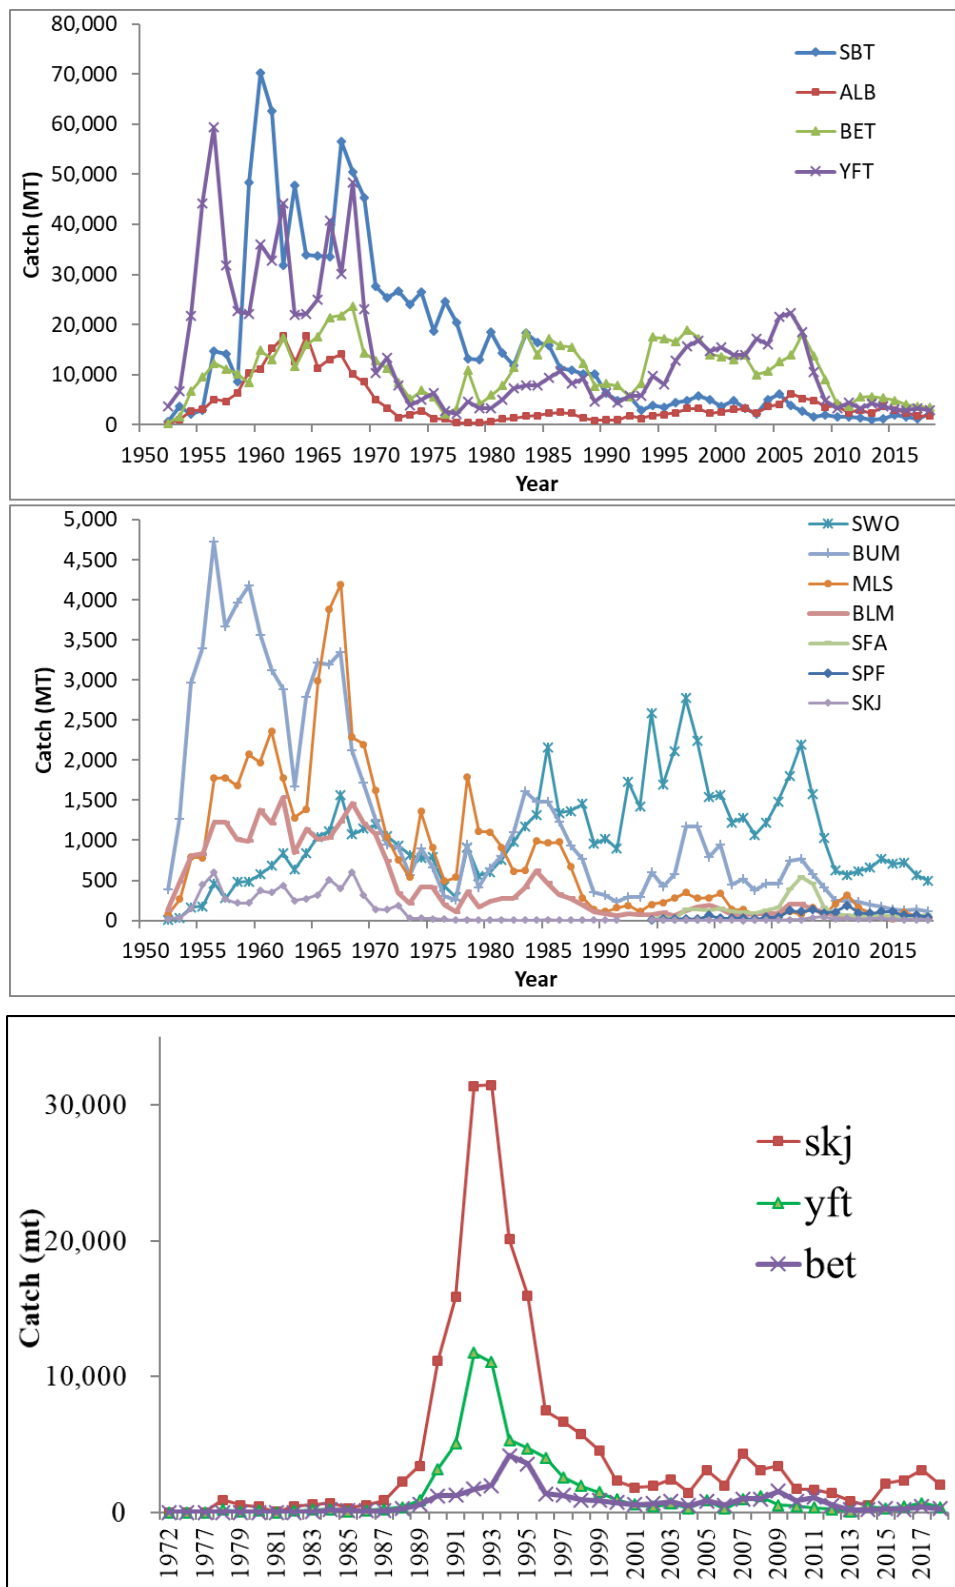 80,000
70,000
60,000
50,000
40,000
30,000
20,000
10,000
0
Catch (MT)
SBT
ALB
BET
YFT
1950 1955 1960 1965 1970 1975 1980 1985 1990 1995 2000 2005 2010 2015
Year
5,000
4,500
4,000
3,500
3,000
2,500
2,000
1,500
1,000
500
0
Catch (MT)
SWO
BUM
MLS
BLM
SFA
SPF
SKJ
1950 1955 1960 1965 1970 1975 1980 1985 1990 1995 2000 2005 2010 2015
Year
30,000
20,000
10,000
0
Catch (mt)
skj
yft
bet
1972 1977 1979 1981 1983 1985 1987 1989 1991 1993 1995 1997 1999 2001 2003 2005 2007 2009 2011 2013 2015 2017